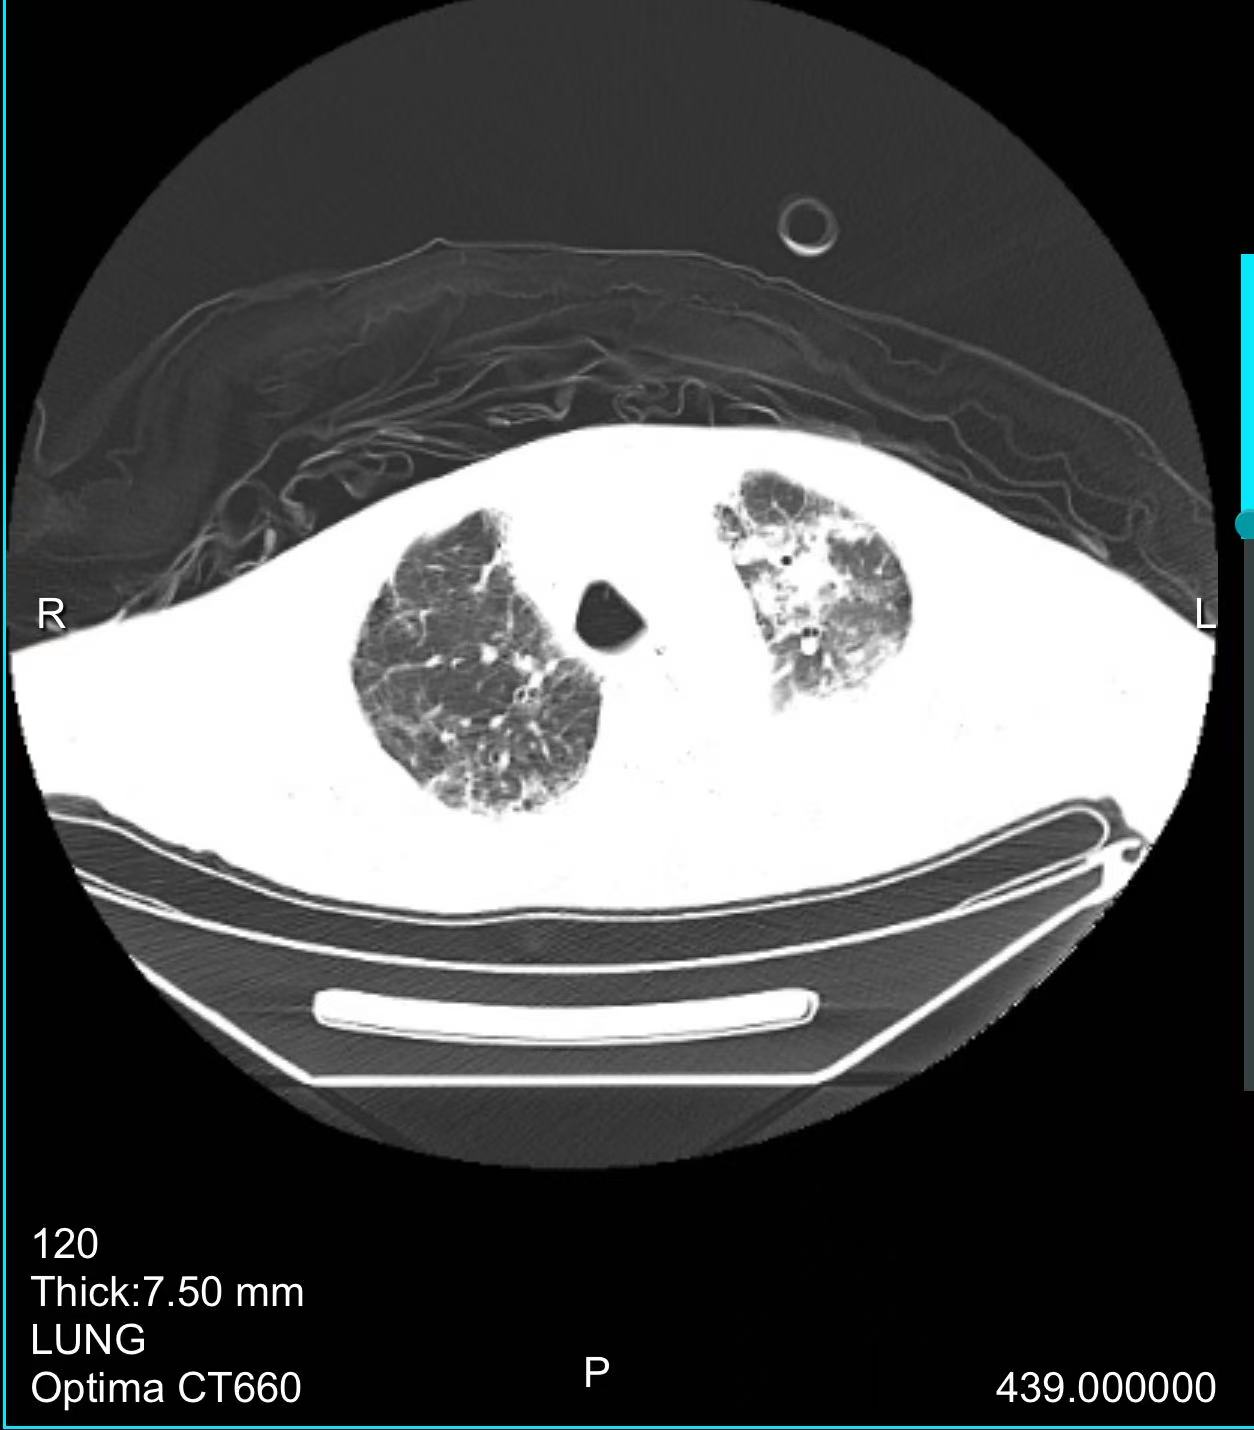 R
L
120
Thick:7.50 mm
LUNG
Optima CT660
P
439.000000